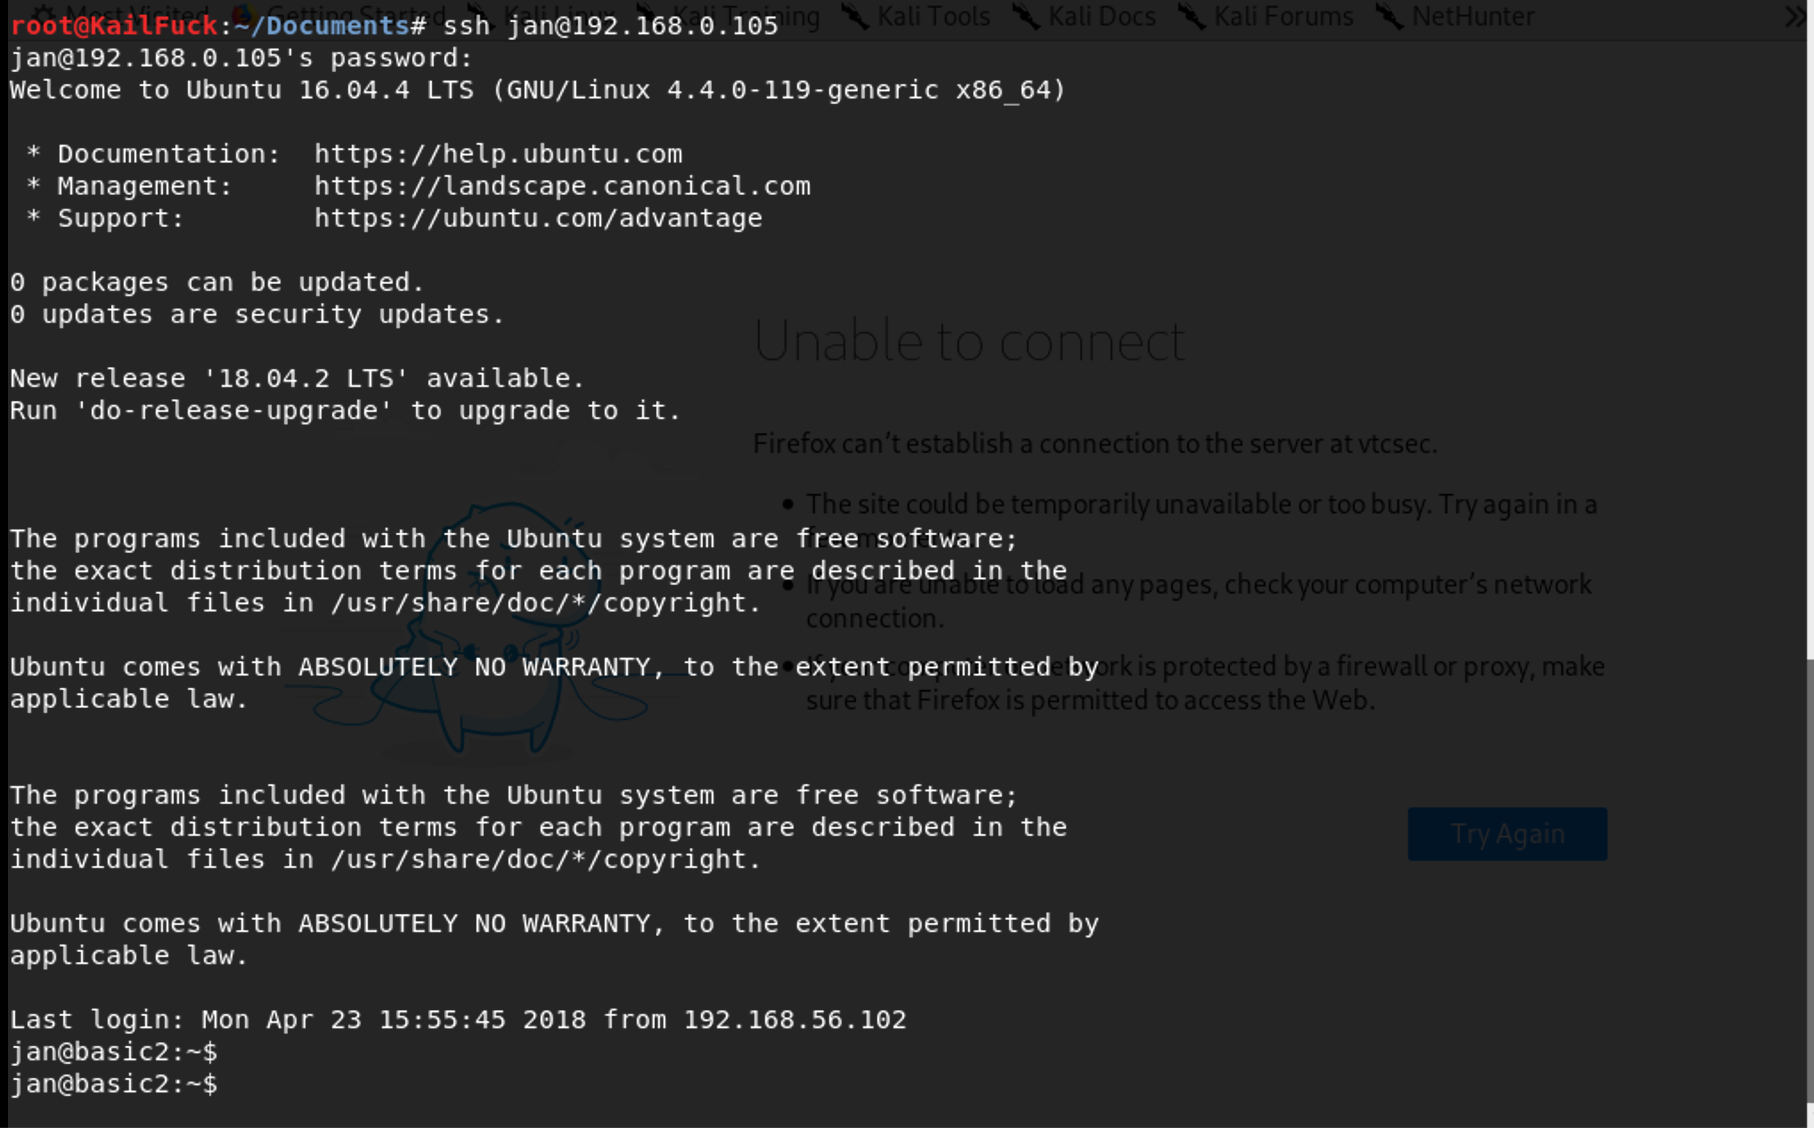 Most Visited Getting Started Kali Linux Kali Training Kali Tools Kali Docs Kali Forums NetHunter
root@KailFuck:~/Documents# ssh jan@192.168.0.105
jan@192.168.0.105's password:
Welcome to Ubuntu 16.04.4 LTS (GNU/Linux 4.4.0-119-generic x86_64)
* Documentation:  https://help.ubuntu.com
* Management:     https://landscape.canonical.com
* Support:        https://ubuntu.com/advantage
0 packages can be updated.
0 updates are security updates.
New release '18.04.2 LTS' available.
Run 'do-release-upgrade' to upgrade to it.
The programs included with the Ubuntu system are free software;
the exact distribution terms for each program are described in the
individual files in /usr/share/doc/*/copyright.
Ubuntu comes with ABSOLUTELY NO WARRANTY, to the extent permitted by
applicable law.
The programs included with the Ubuntu system are free software;
the exact distribution terms for each program are described in the
individual files in /usr/share/doc/*/copyright.
Ubuntu comes with ABSOLUTELY NO WARRANTY, to the extent permitted by
applicable law.
Last login: Mon Apr 23 15:55:45 2018 from 192.168.56.102
jan@basic2:~$
jan@basic2:~$
Unable to connect
Firefox can’t establish a connection to the server at vtcsec.
The site could be temporarily unavailable or too busy. Try again in a
If you are unable to load any pages, check your computer’s network
connection.
network is protected by a firewall or proxy, make
sure that Firefox is permitted to access the Web.
Try Again